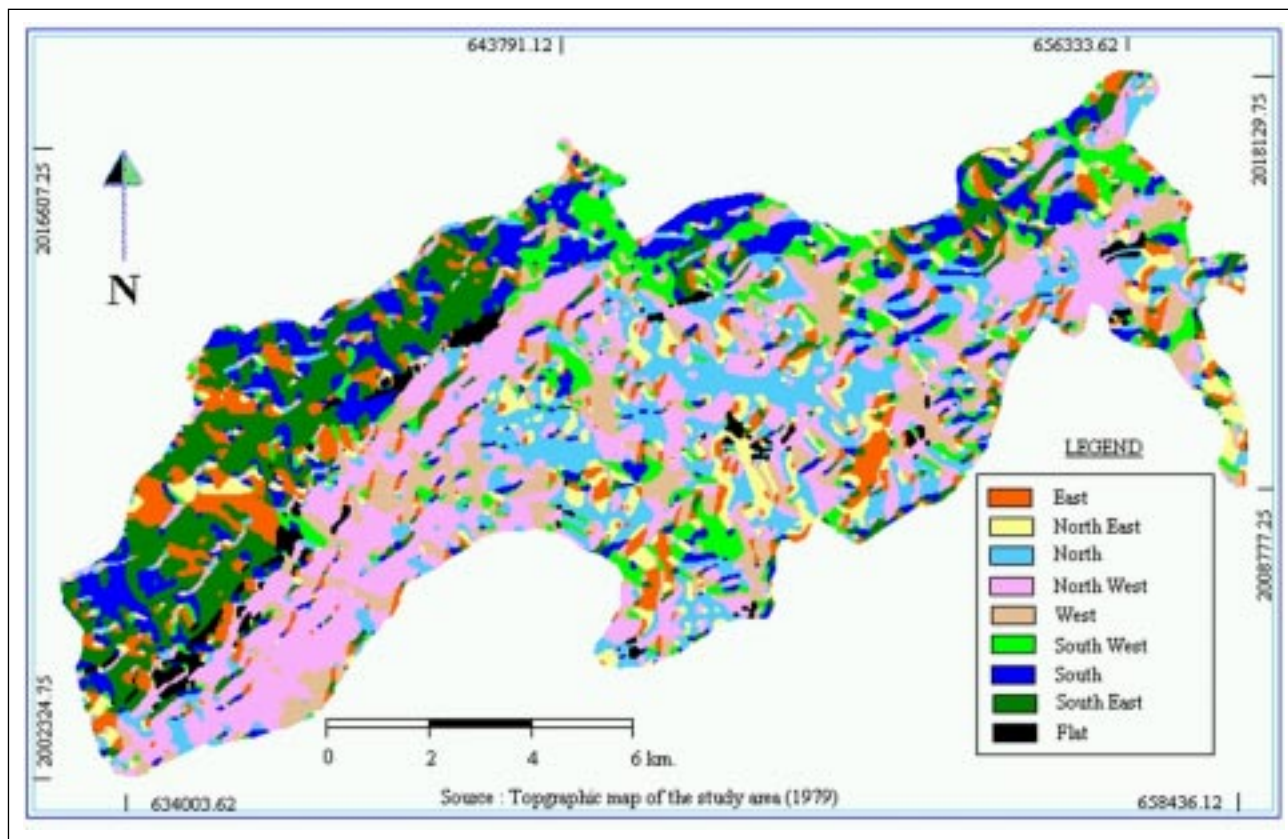 643791.12
656333.62
2018129.75
2016607.25
N
LEGEND
East
North East
North
North West
West
South West
South
South East
Flat
2008777.25
2002324.75
0 2 4 6 km.
634003.62
Source : Topgraphic map of the study area (1979)
658436.12